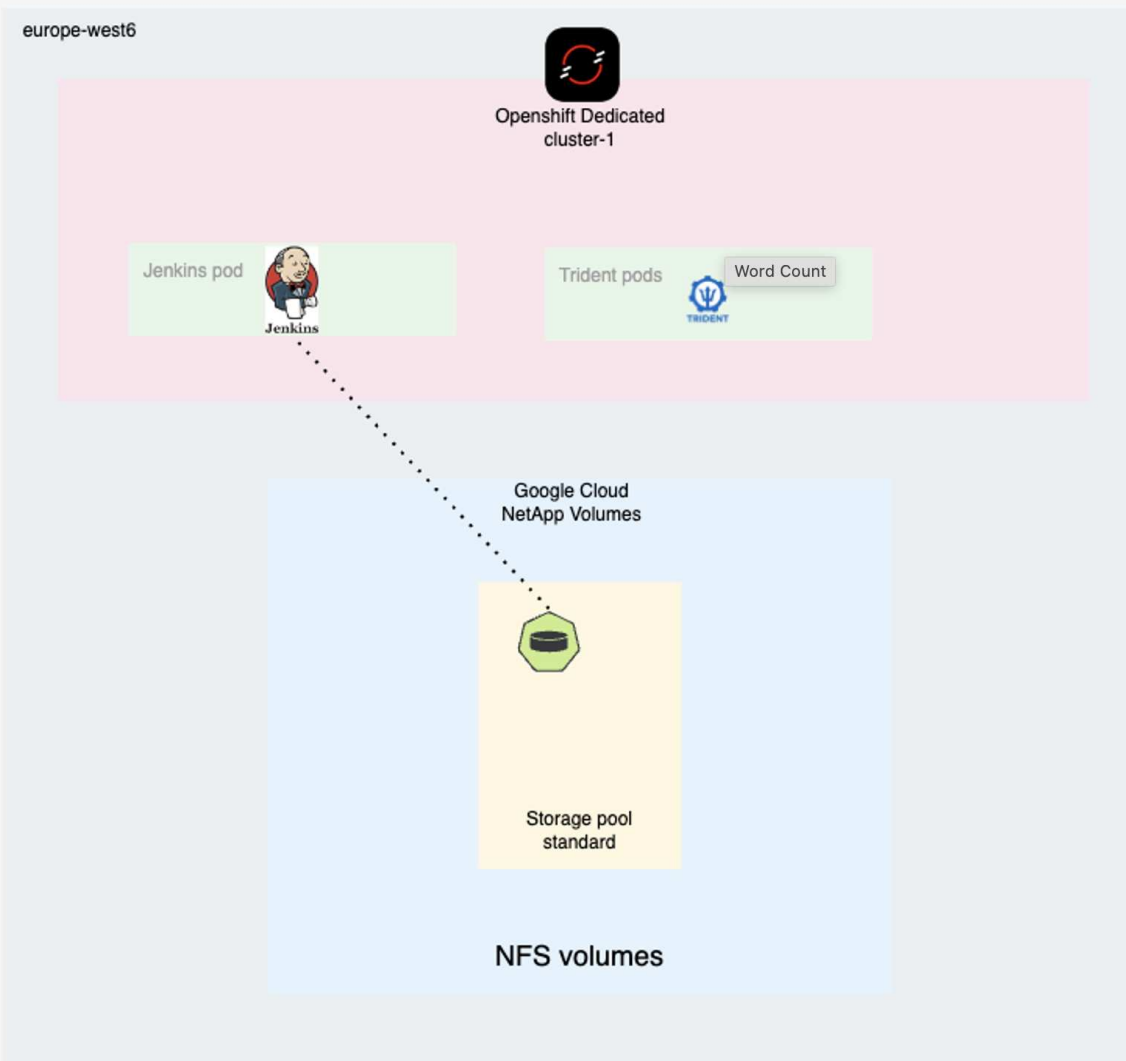 europe-west6
Openshift Dedicated
cluster-1
Jenkins pod
Jenkins
Trident pods
Word Count
TRIDENT
Google Cloud
NetApp Volumes
Storage pool
standard
NFS volumes